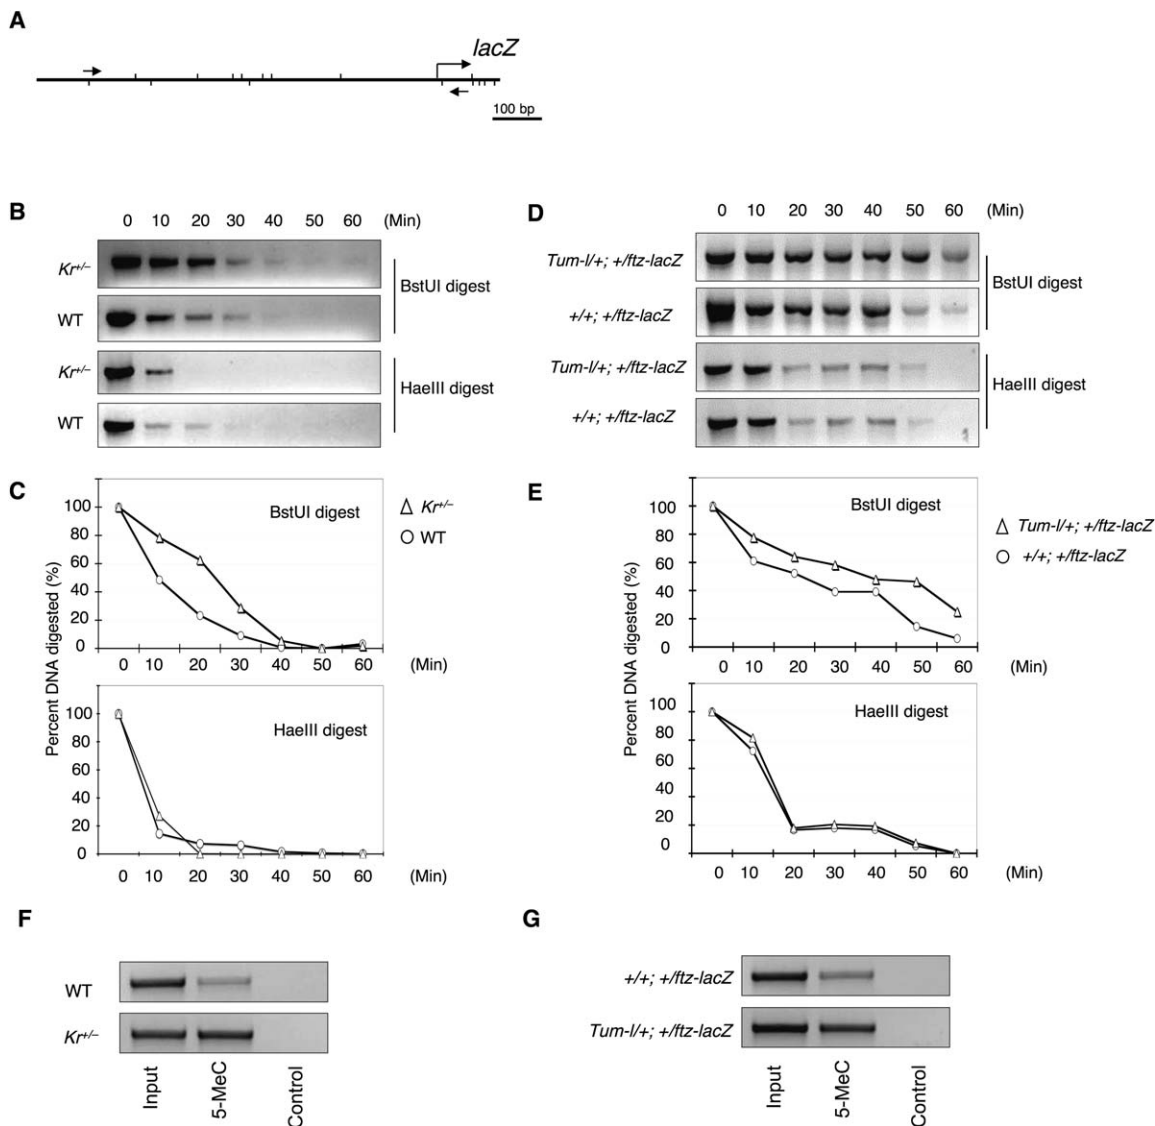 A
lacZ
100 bp
B
0 10 20 30 40 50 60 (Min)
Kr+/–
WT
BstUI digest
Kr+/–
WT
HaeIII digest
C
Percent DNA digested (%)
100
80
60
40
20
0
BstUI digest
0 10 20 30 40 50 60 (Min)
Kr+/–
WT
100
80
60
40
20
0
HaeIII digest
0 10 20 30 40 50 60 (Min)
D
0 10 20 30 40 50 60 (Min)
Tum-l/+; +/ftz-lacZ
+/+; +/ftz-lacZ
BstUI digest
Tum-l/+; +/ftz-lacZ
+/+; +/ftz-lacZ
HaeIII digest
E
Percent DNA digested (%)
100
80
60
40
20
0
BstUI digest
0 10 20 30 40 50 60 (Min)
Tum-l/+; +/ftz-lacZ
+/+; +/ftz-lacZ
100
80
60
40
20
0
HaeIII digest
0 10 20 30 40 50 60 (Min)
F
WT
Kr+/–
Input
5-MeC
Control
G
+/+; +/ftz-lacZ
Tum-l/+; +/ftz-lacZ
Input
5-MeC
Control